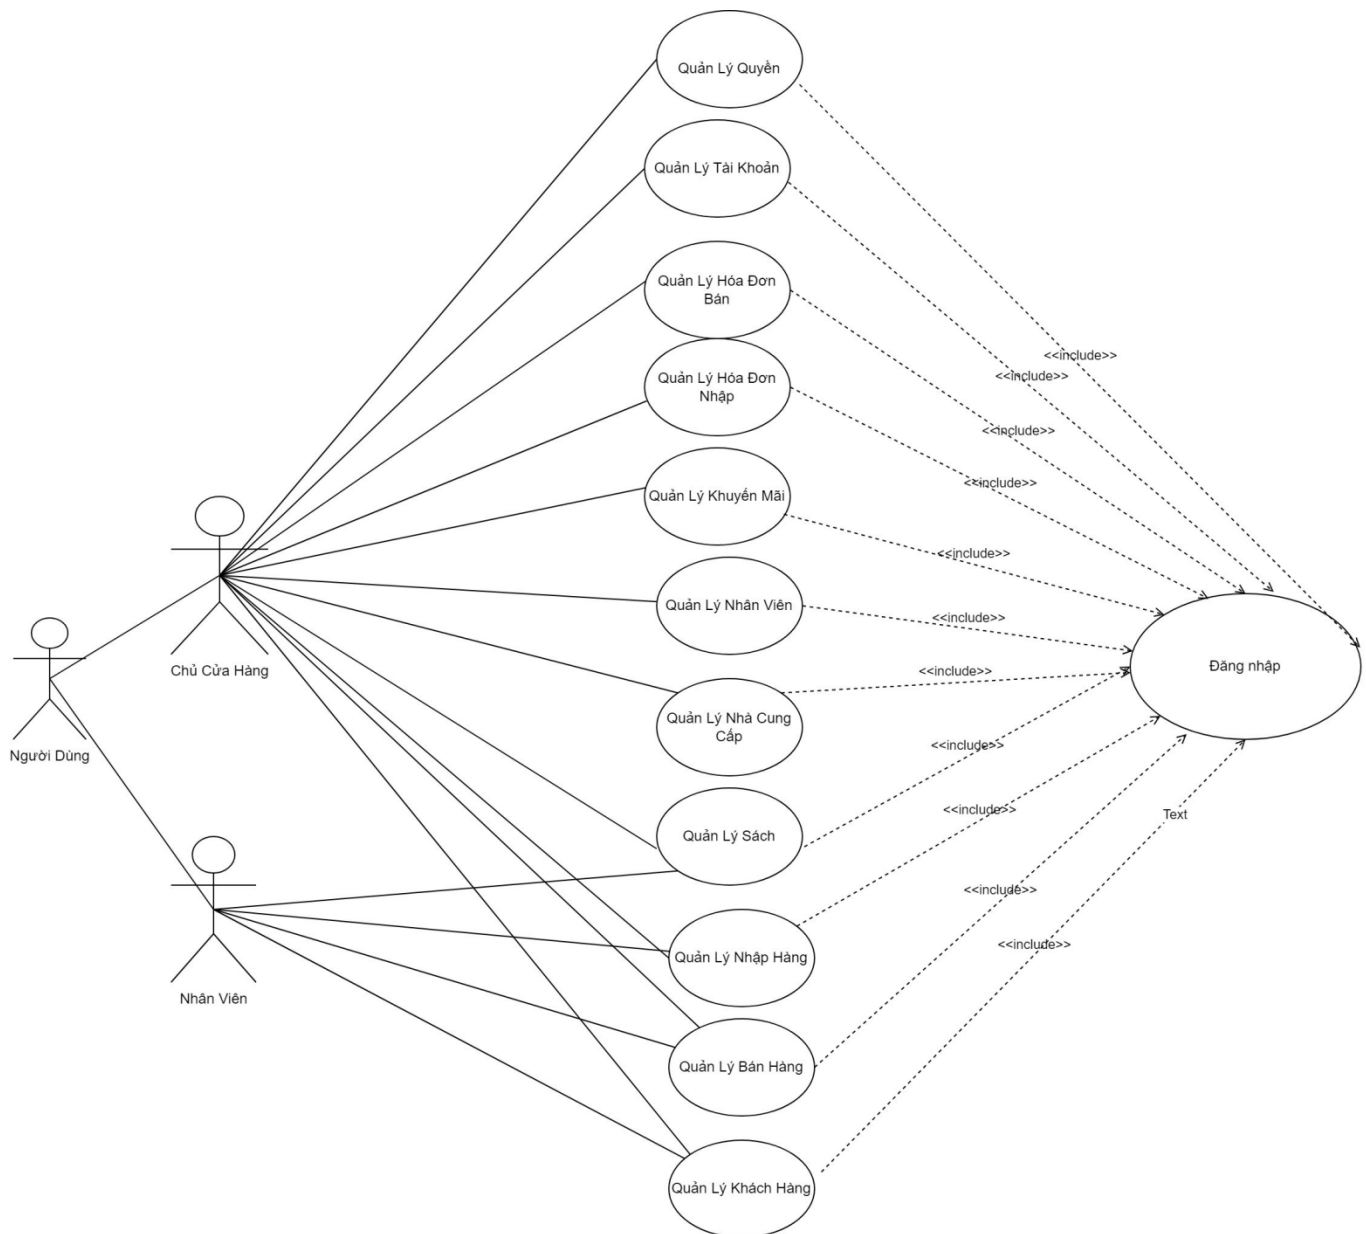 Quản Lý Quyền
Quản Lý Tài Khoản
Quản Lý Hóa Đơn
Bán
<<include>>
<<include>>
Quản Lý Hóa Đơn
Nhập
<<include>>
<<include>>
Quản Lý Khuyến Mãi
<<include>>
Quản Lý Nhân Viên
<<include>>
Chủ Cửa Hàng
<<include>>
Đăng nhập
Quản Lý Nhà Cung
Cấp
Người Dùng
<<include>>
Quản Lý Sách
<<include>>
Text
<<include>>
Quản Lý Nhập Hàng
<<include>>
Nhân Viên
Quản Lý Bán Hàng
Quản Lý Khách Hàng